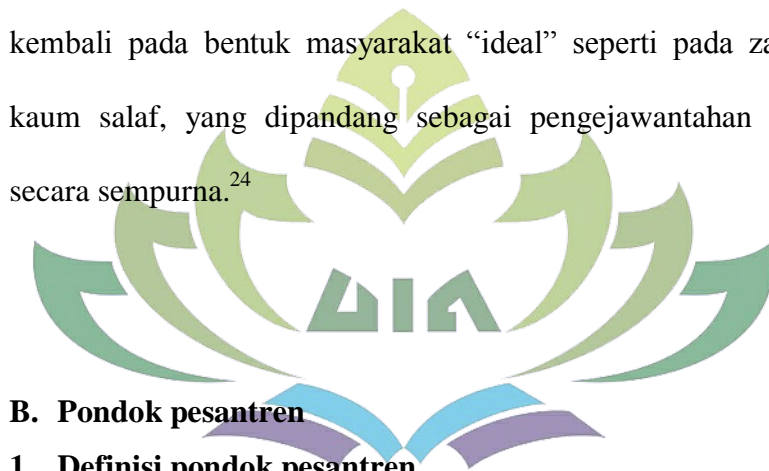 kembali pada bentuk masyarakat “ideal” seperti pada
kaum salaf, yang dipandang sebagai pengejawantahan
secara sempurna.24
UIN
B. Pondok pesantren
1. Definisi pondok pesantren